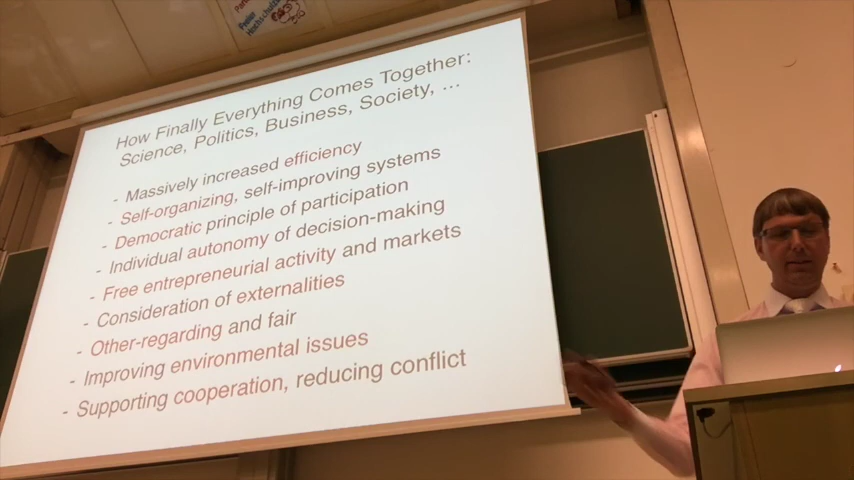 Freier
How Finally Everything Comes Together:
Science, Politics, Business, Society, ...
- Massively increased efficiency
- Self-organizing, self-improving systems
- Democratic principle of participation
- Individual autonomy of decision-making
- Free entrepreneurial activity and markets
- Consideration of externalities
- Other-regarding and fair
- Improving environmental issues
- Supporting cooperation, reducing conflict